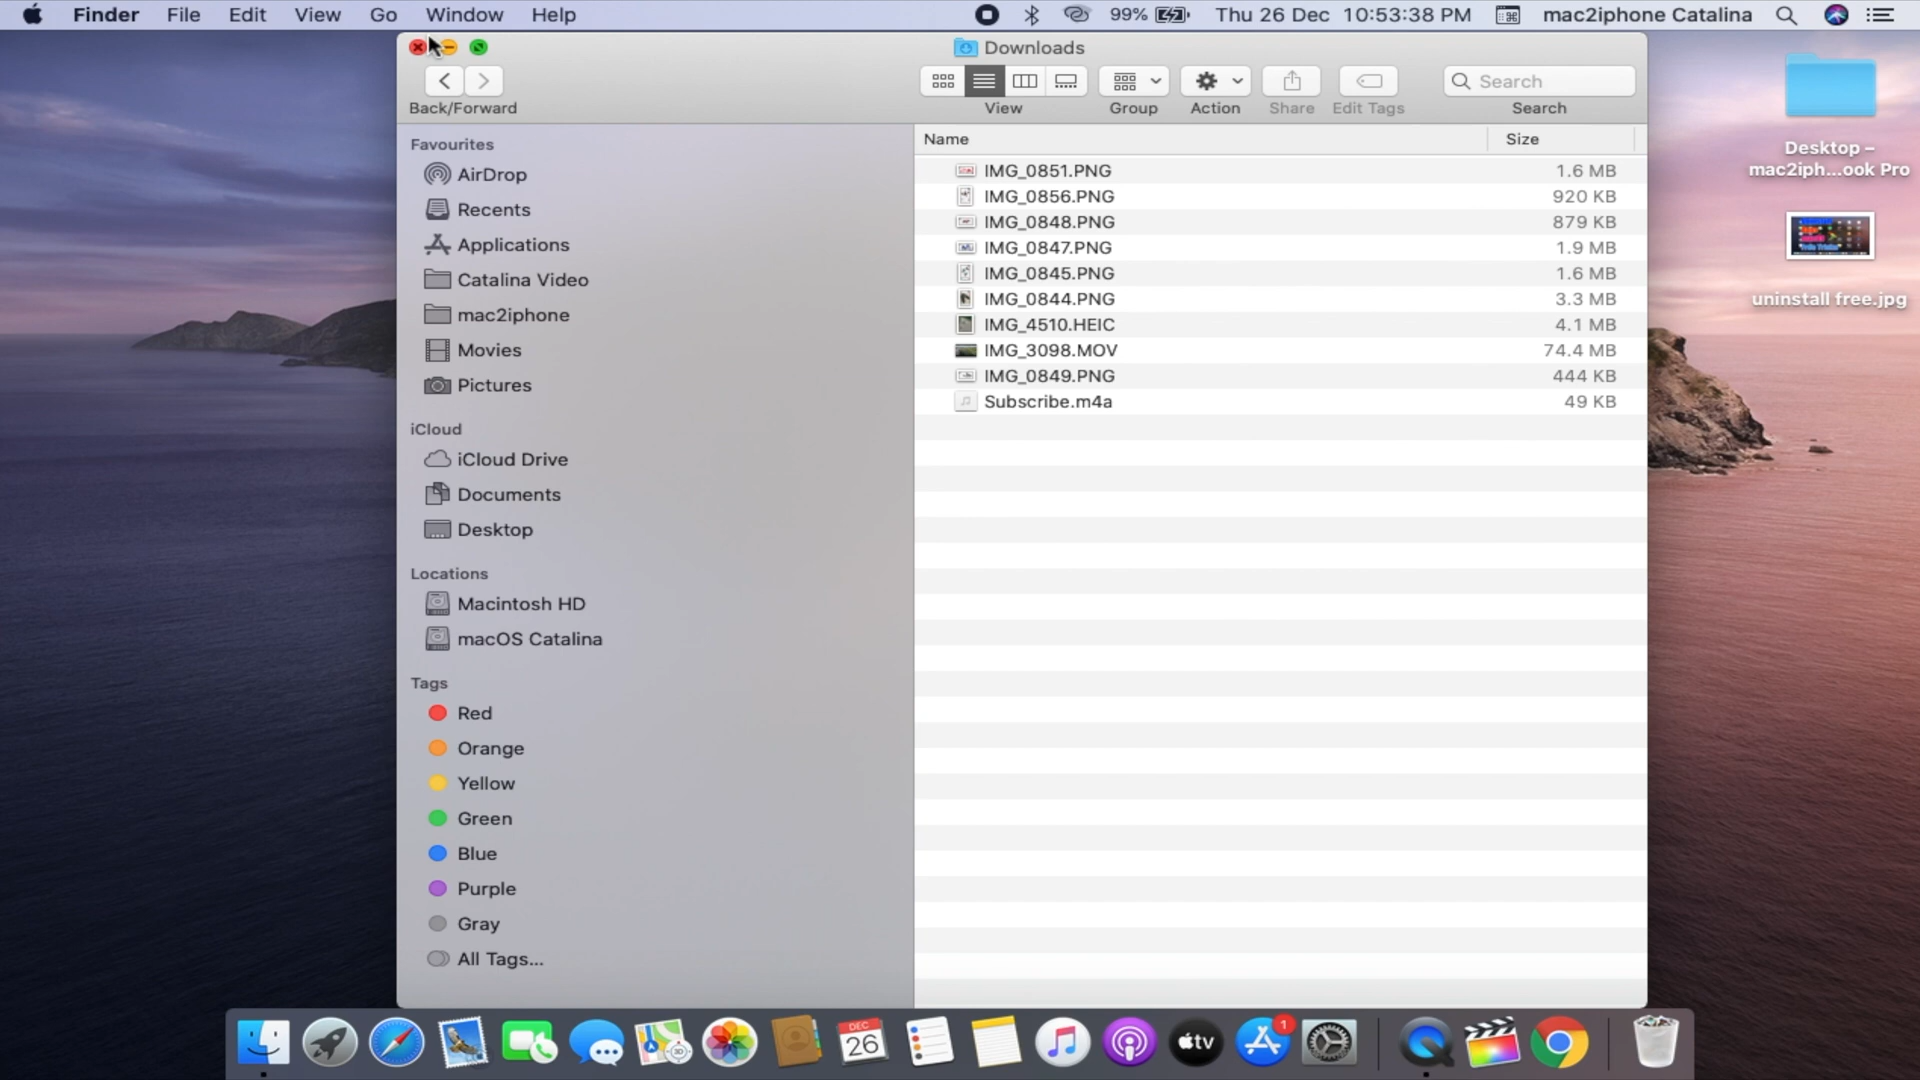 Finder File Edit View Go Window Help 99% Thu 26 Dec 10:53:38 PM mac2iphone Catalina
Downloads
Search
Back/Forward View Group Action Share Edit Tags Search
Favourites
AirDrop
Recents
Applications
Catalina Video
mac2iphone
Movies
Pictures
iCloud
iCloud Drive
Documents
Desktop
Locations
Macintosh HD
macOS Catalina
Tags
Red
Orange
Yellow
Green
Blue
Purple
Gray
All Tags...
Name Size
IMG_0851.PNG 1.6 MB
IMG_0856.PNG 920 KB
IMG_0848.PNG 879 KB
IMG_0847.PNG 1.9 MB
IMG_0845.PNG 1.6 MB
IMG_0844.PNG 3.3 MB
IMG_4510.HEIC 4.1 MB
IMG_3098.MOV 74.4 MB
IMG_0849.PNG 444 KB
Subscribe.m4a 49 KB
Desktop –
mac2iph...ook Pro
uninstall free.jpg
DEC
26
3D
tv
1